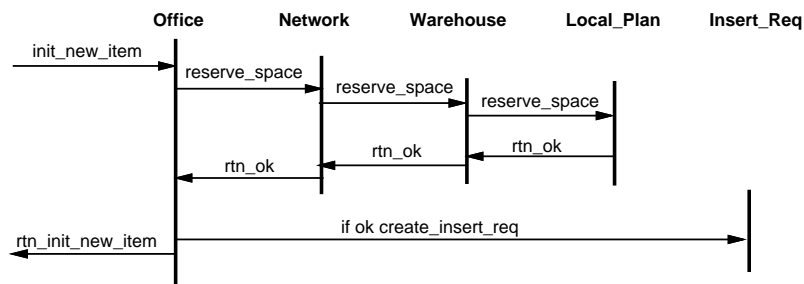 Office Network Warehouse Local_Plan Insert_Req
init_new_item
reserve_space
reserve_space
reserve_space
rtn_ok
rtn_ok
rtn_ok
if ok create_insert_req
rtn_init_new_item